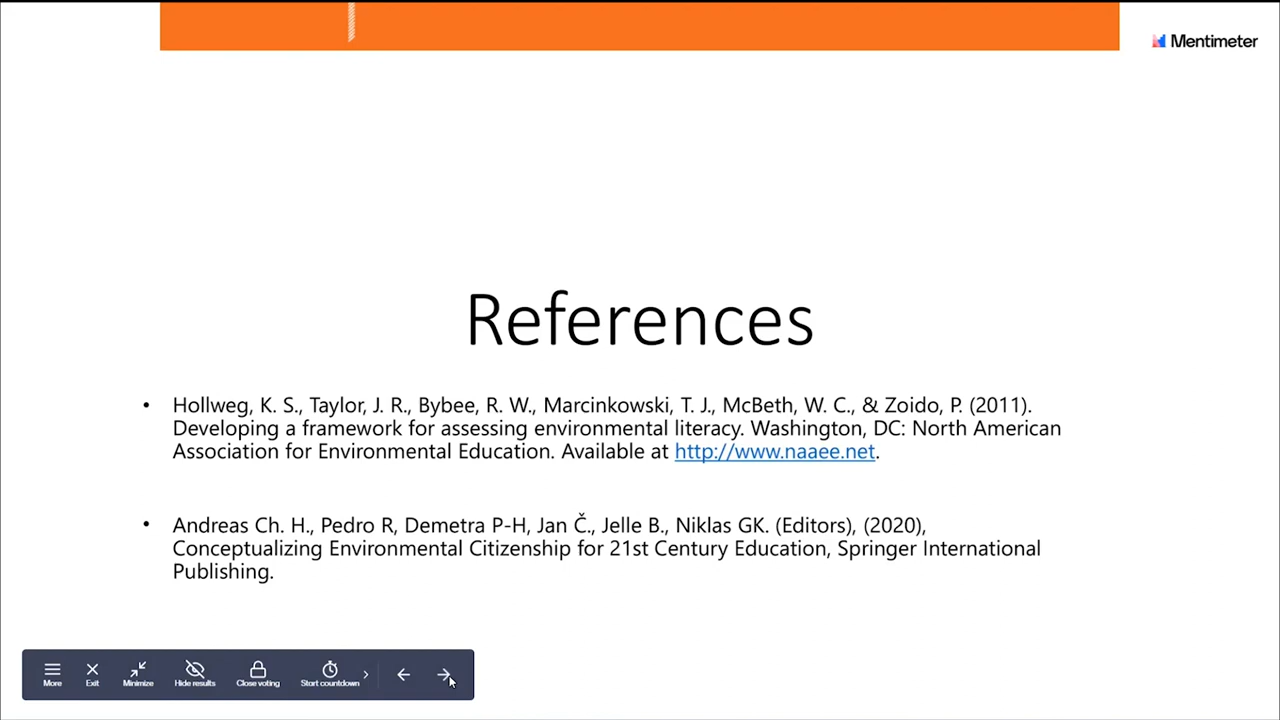 Mentimeter
References
• Hollweg, K. S., Taylor, J. R., Bybee, R. W., Marcinkowski, T. J., McBeth, W. C., & Zoido, P. (2011).
Developing a framework for assessing environmental literacy. Washington, DC: North American
Association for Environmental Education. Available at http://www.naaee.net.
• Andreas Ch. H., Pedro R, Demetra P-H, Jan Č., Jelle B., Niklas GK. (Editors), (2020),
Conceptualizing Environmental Citizenship for 21st Century Education, Springer International
Publishing.
More Exit Minimize Hide results Close voting Start countdown